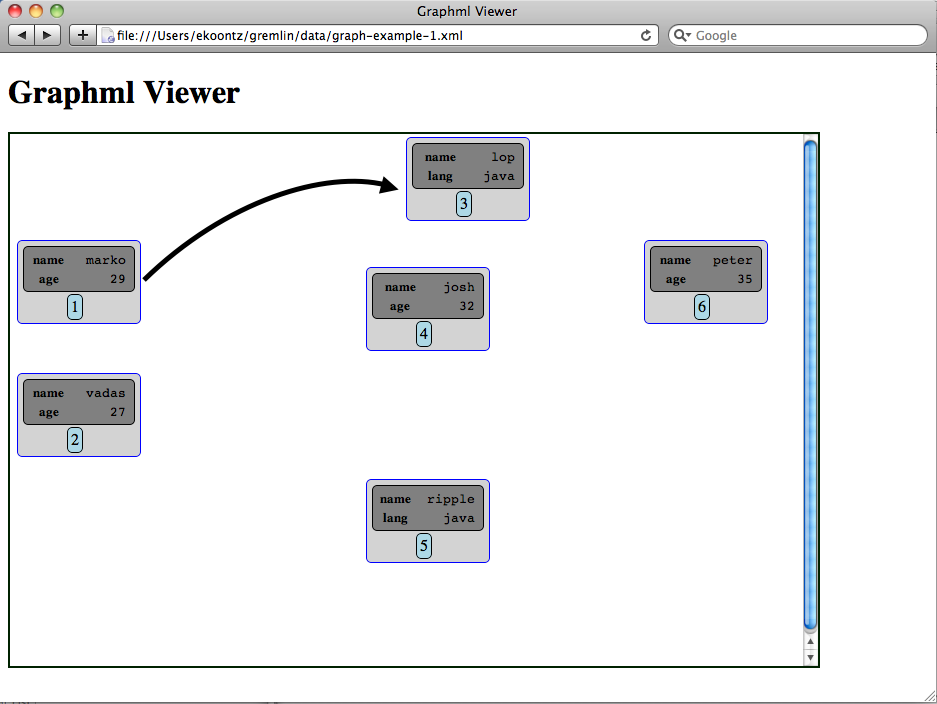 Graphml Viewer
file:///Users/ekoontz/gremlin/data/graph-example-1.xml
Google
Graphml Viewer
name lop
lang java
3
name marko
age 29
1
name josh
age 32
4
name peter
age 35
6
name vadas
age 27
2
name ripple
lang java
5